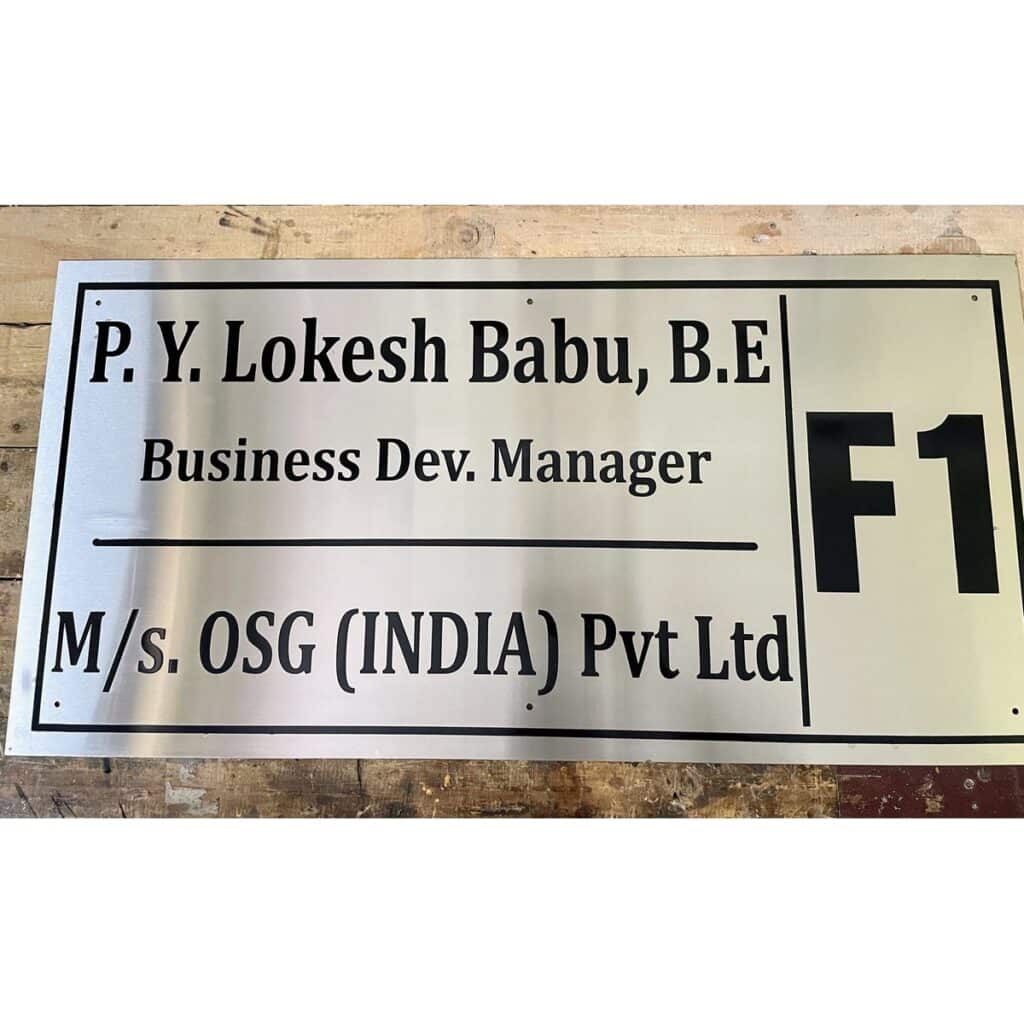 P. Y. Lokesh Babu, B.E
Business Dev. Manager
M/s. OSG (INDIA) Pvt Ltd
F1